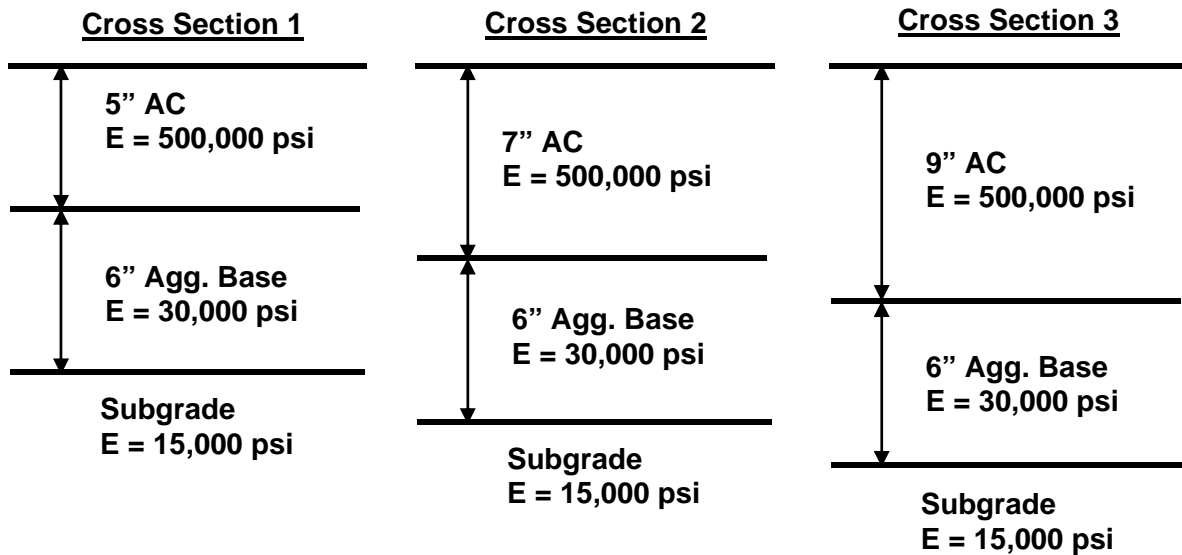 Cross Section 1
5” AC
E = 500,000 psi
6” Agg. Base
E = 30,000 psi
Subgrade
E = 15,000 psi
Cross Section 2
7” AC
E = 500,000 psi
6” Agg. Base
E = 30,000 psi
Subgrade
E = 15,000 psi
Cross Section 3
9” AC
E = 500,000 psi
6” Agg. Base
E = 30,000 psi
Subgrade
E = 15,000 psi